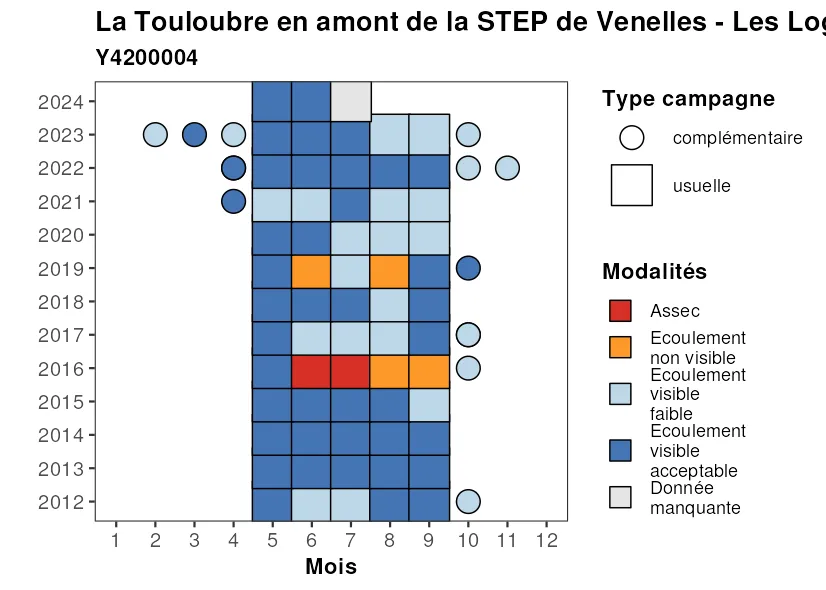 La Touloubre en amont de la STEP de Venelles - Les
Y4200004
2024
2023
2022
2021
2020
2019
2018
2017
2016
2015
2014
2013
2012
1 2 3 4 5 6 7 8 9 10 11 12
Mois
Type campagne
complémentaire
usuelle
Modalités
Assec
Ecoulement
non visible
Ecoulement
visible
faible
Ecoulement
visible
acceptable
Donnée
manquante